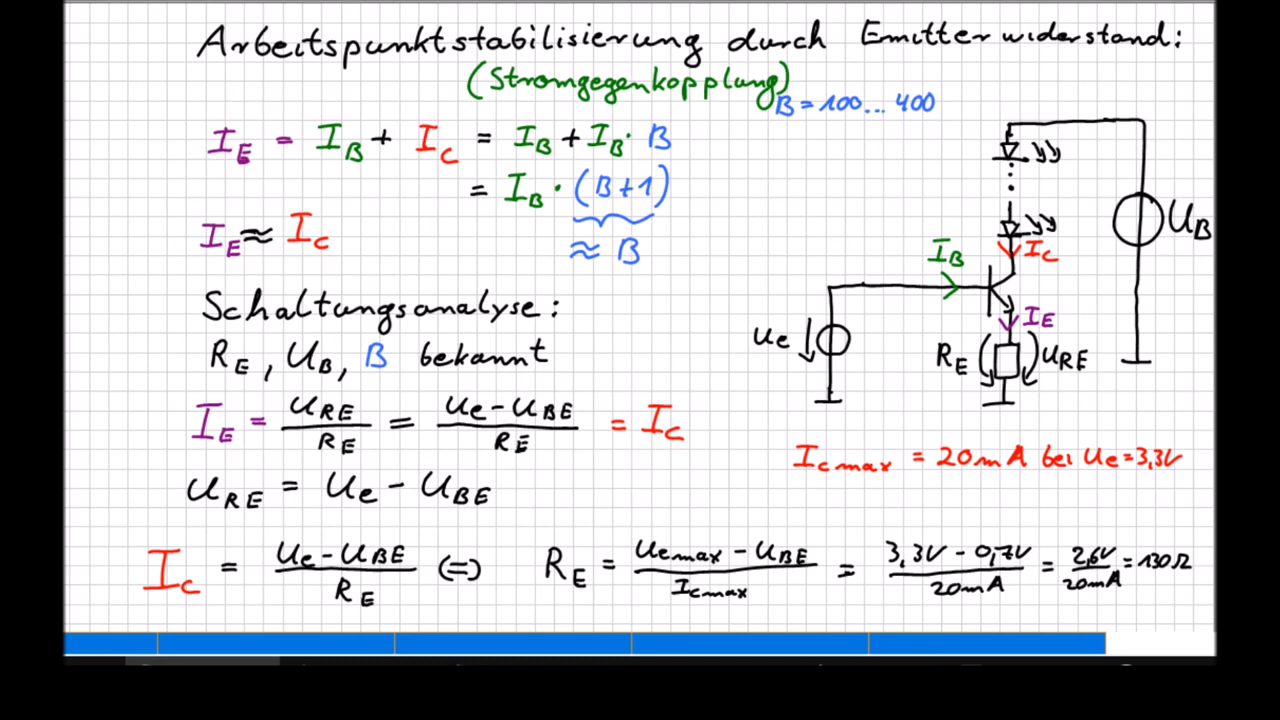 Arbeitspunktstabilisierung durch Emitterwiderstand:
(Stromgegenkopplung)
B = 100... 400
I_E = I_B + I_C = I_B + I_B · B
= I_B · (B+1)
≈ B
I_E ≈ I_C
Schaltungsanalyse:
R_E, U_B, B bekannt
I_E = U_RE / R_E = (U_e - U_BE) / R_E = I_C
U_RE = U_e - U_BE
I_C = (U_e - U_BE) / R_E (=) R_E = (U_emax - U_BE) / I_cmax = (3,3V - 0,7V) / 20mA = 2,6V / 20mA = 130Ω
U_B
I_B
I_C
I_E
U_e
R_E
U_RE
I_cmax = 20mA bei U_e = 3,3V